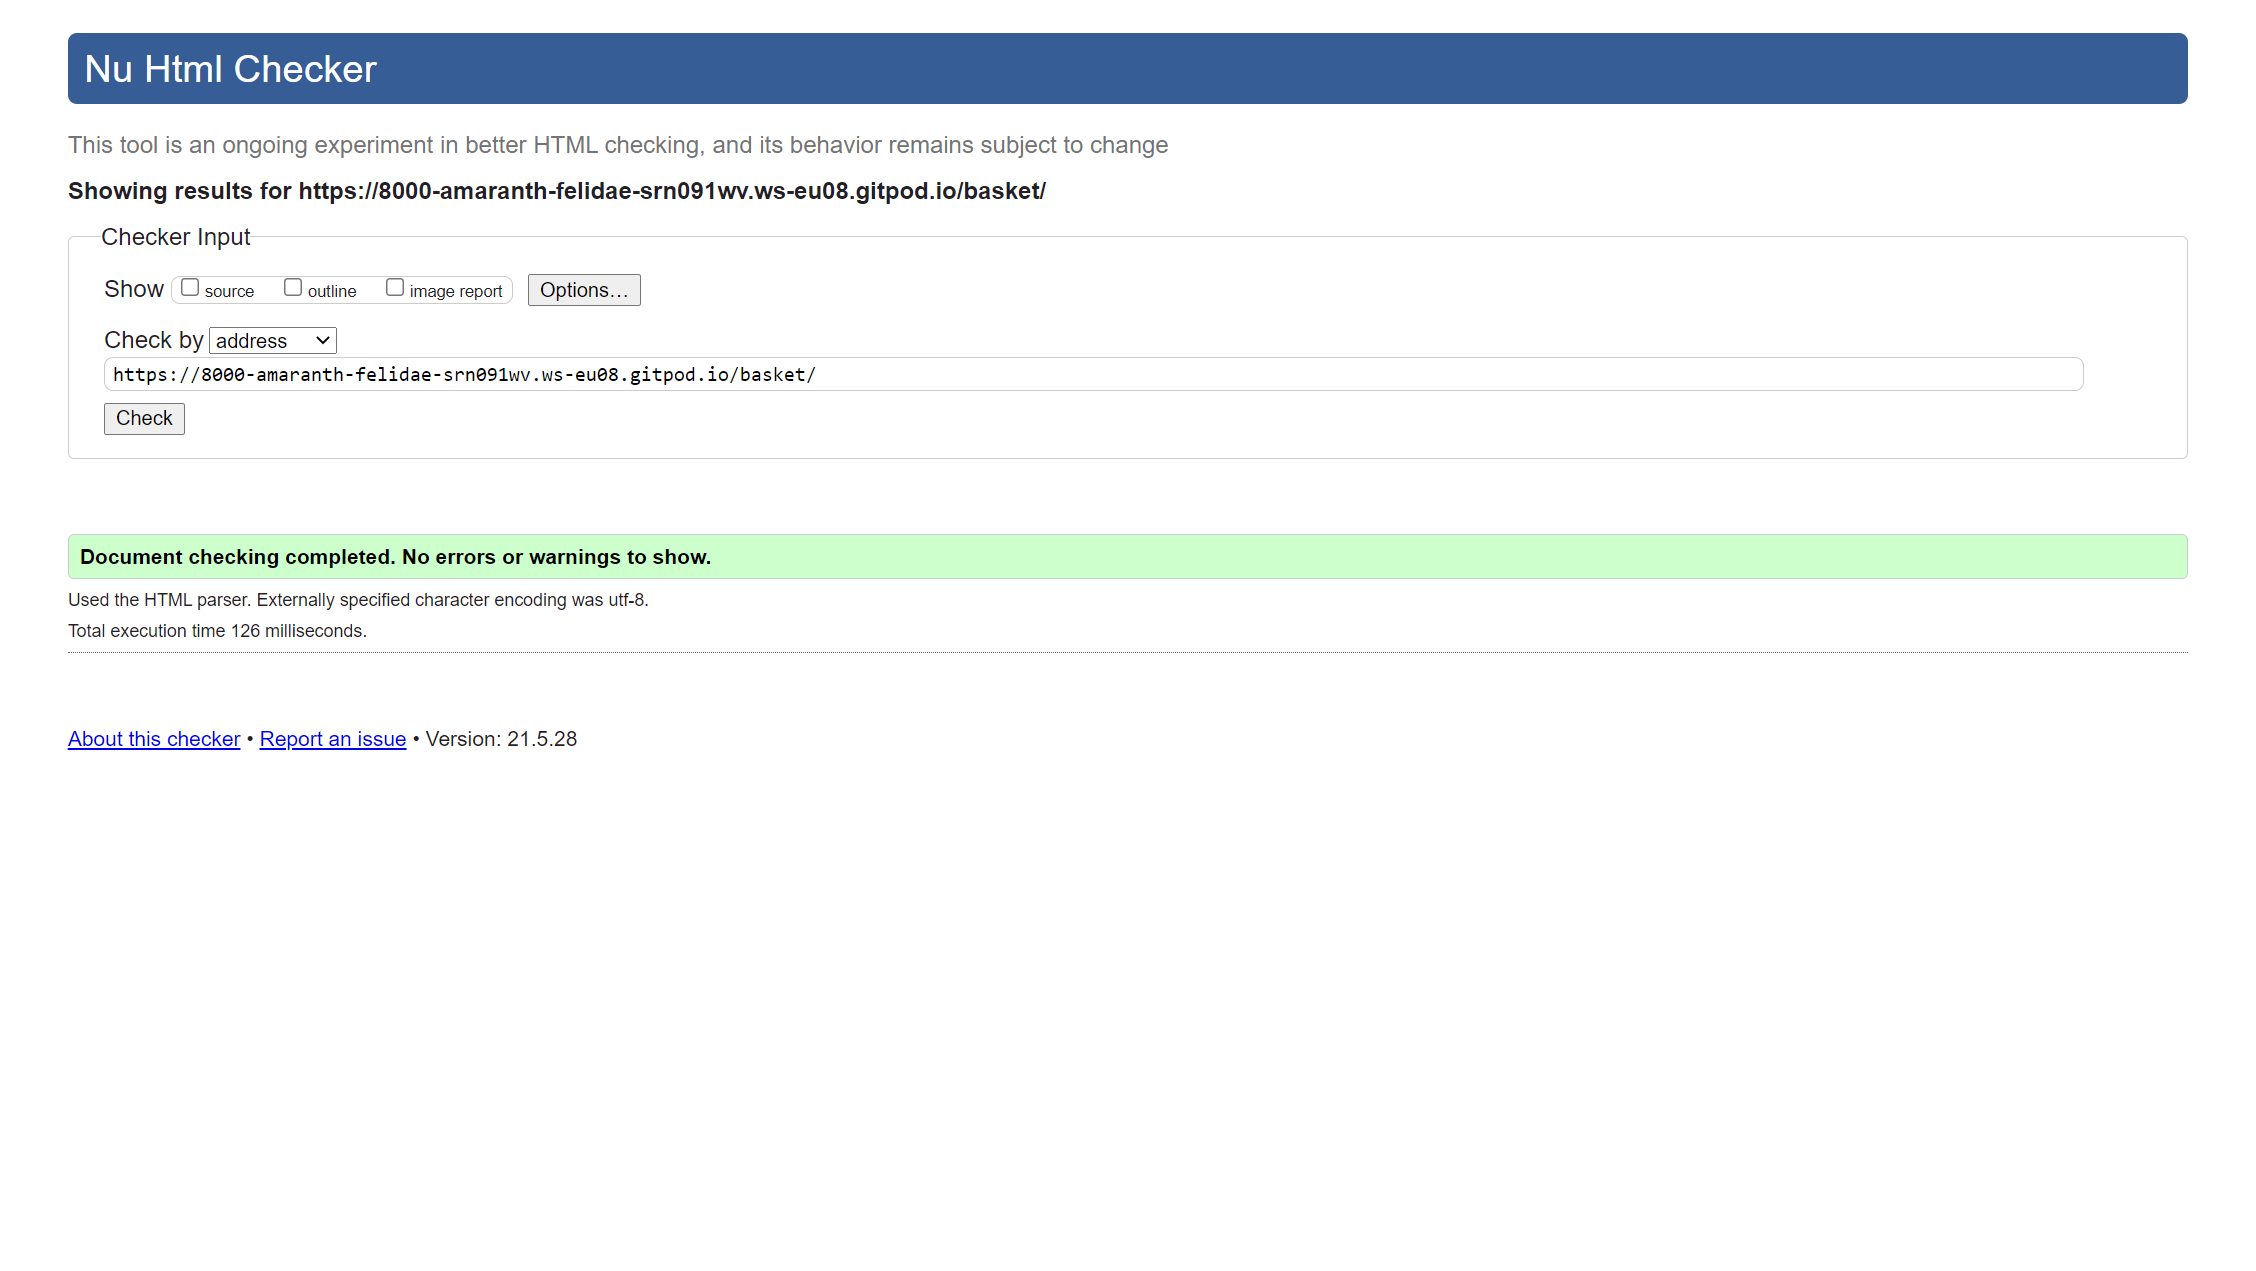 Nu Html Checker
This tool is an ongoing experiment in better HTML checking, and its behavior remains subject to change
Showing results for https://8000-amaranth-felidae-srn091wv.ws-eu08.gitpod.io/basket/
Checker Input
Show source outline image report Options...
Check by address
https://8000-amaranth-felidae-srn091wv.ws-eu08.gitpod.io/basket/
Check
Document checking completed. No errors or warnings to show.
Used the HTML parser. Externally specified character encoding was utf-8.
Total execution time 126 milliseconds.
About this checker • Report an issue • Version: 21.5.28